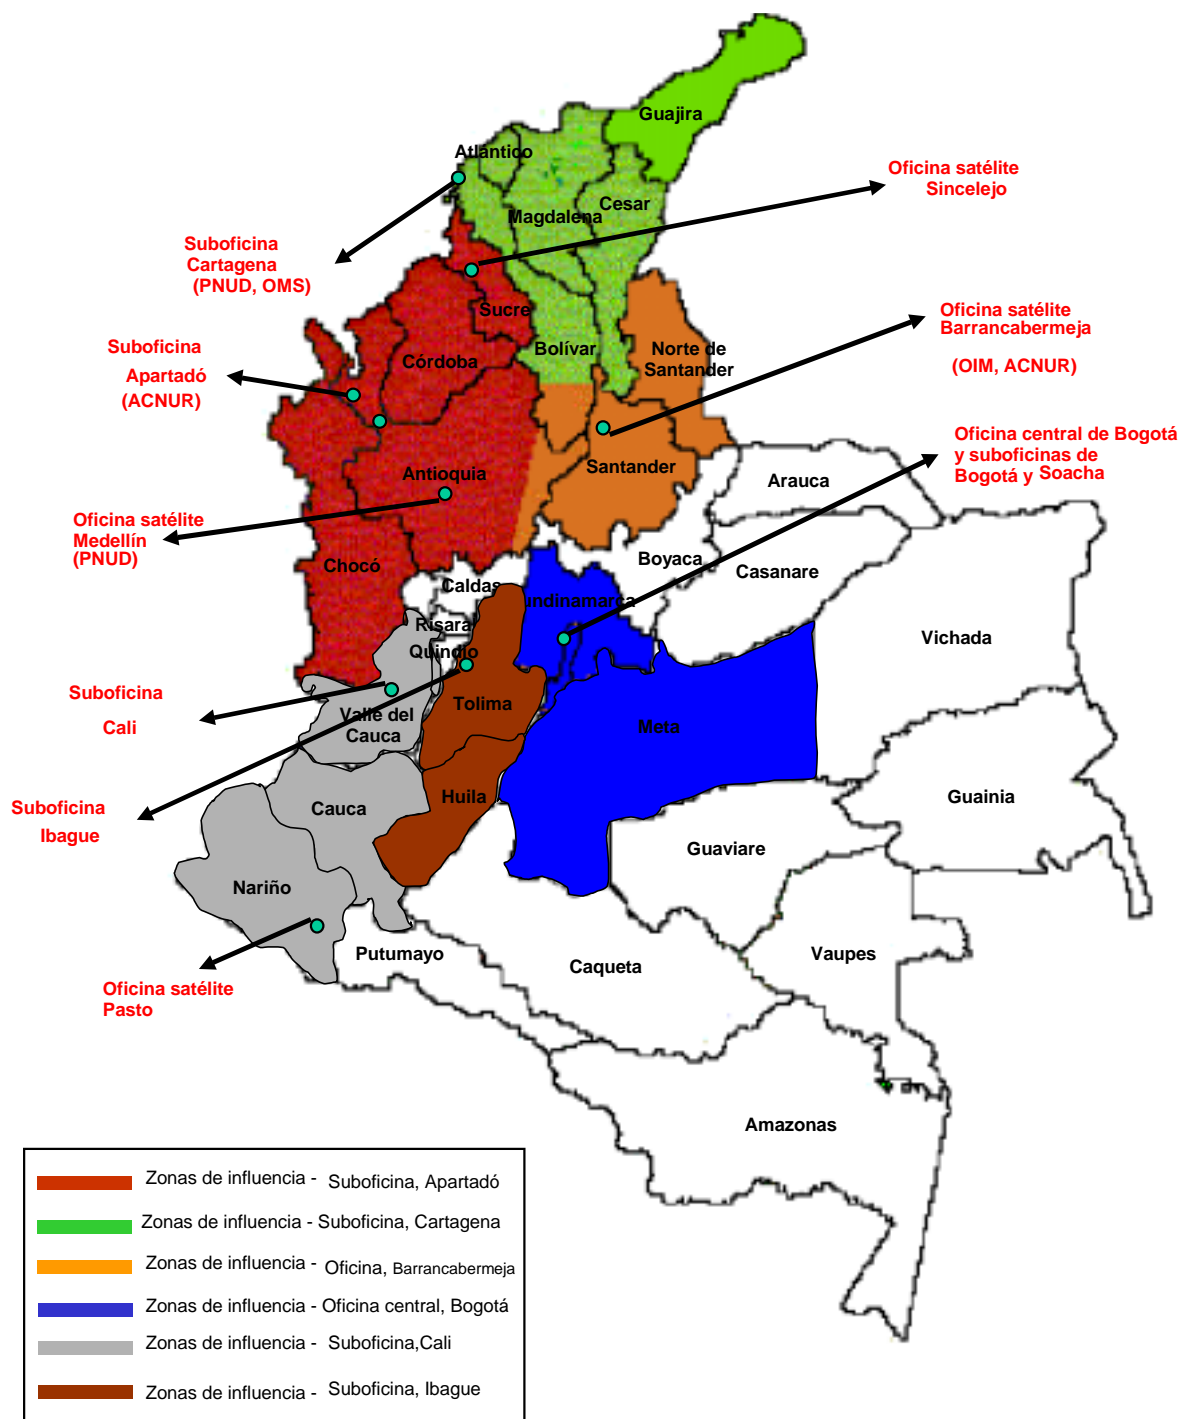 Guajira
Atlántico
Oficina satélite
Sincelejo
Cesar
Magdalena
Suboficina
Cartagena
(PNUD, OMS)
Sucre
Oficina satélite
Barrancabermeja
(OIM, ACNUR)
Bolívar
Norte de
Santander
Suboficina
Apartadó
(ACNUR)
Córdoba
Oficina central de Bogotá
y suboficinas de
Bogotá y Soacha
Antioquia
Santander
Arauca
Oficina satélite
Medellín
(PNUD)
Chocó
Boyaca
Casanare
Caldas
undinamarca
Risara
Quindio
Vichada
Suboficina
Cali
Tolima
Valle del
Cauca
Meta
Suboficina
Ibague
Cauca
Huila
Guainia
Guaviare
Nariño
Putumayo
Caqueta
Vaupes
Oficina satélite
Pasto
Amazonas
Zonas de influencia - Suboficina, Apartadó
Zonas de influencia - Suboficina, Cartagena
Zonas de influencia - Oficina, Barrancabermeja
Zonas de influencia - Oficina central, Bogotá
Zonas de influencia - Suboficina,Cali
Zonas de influencia - Suboficina, Ibague